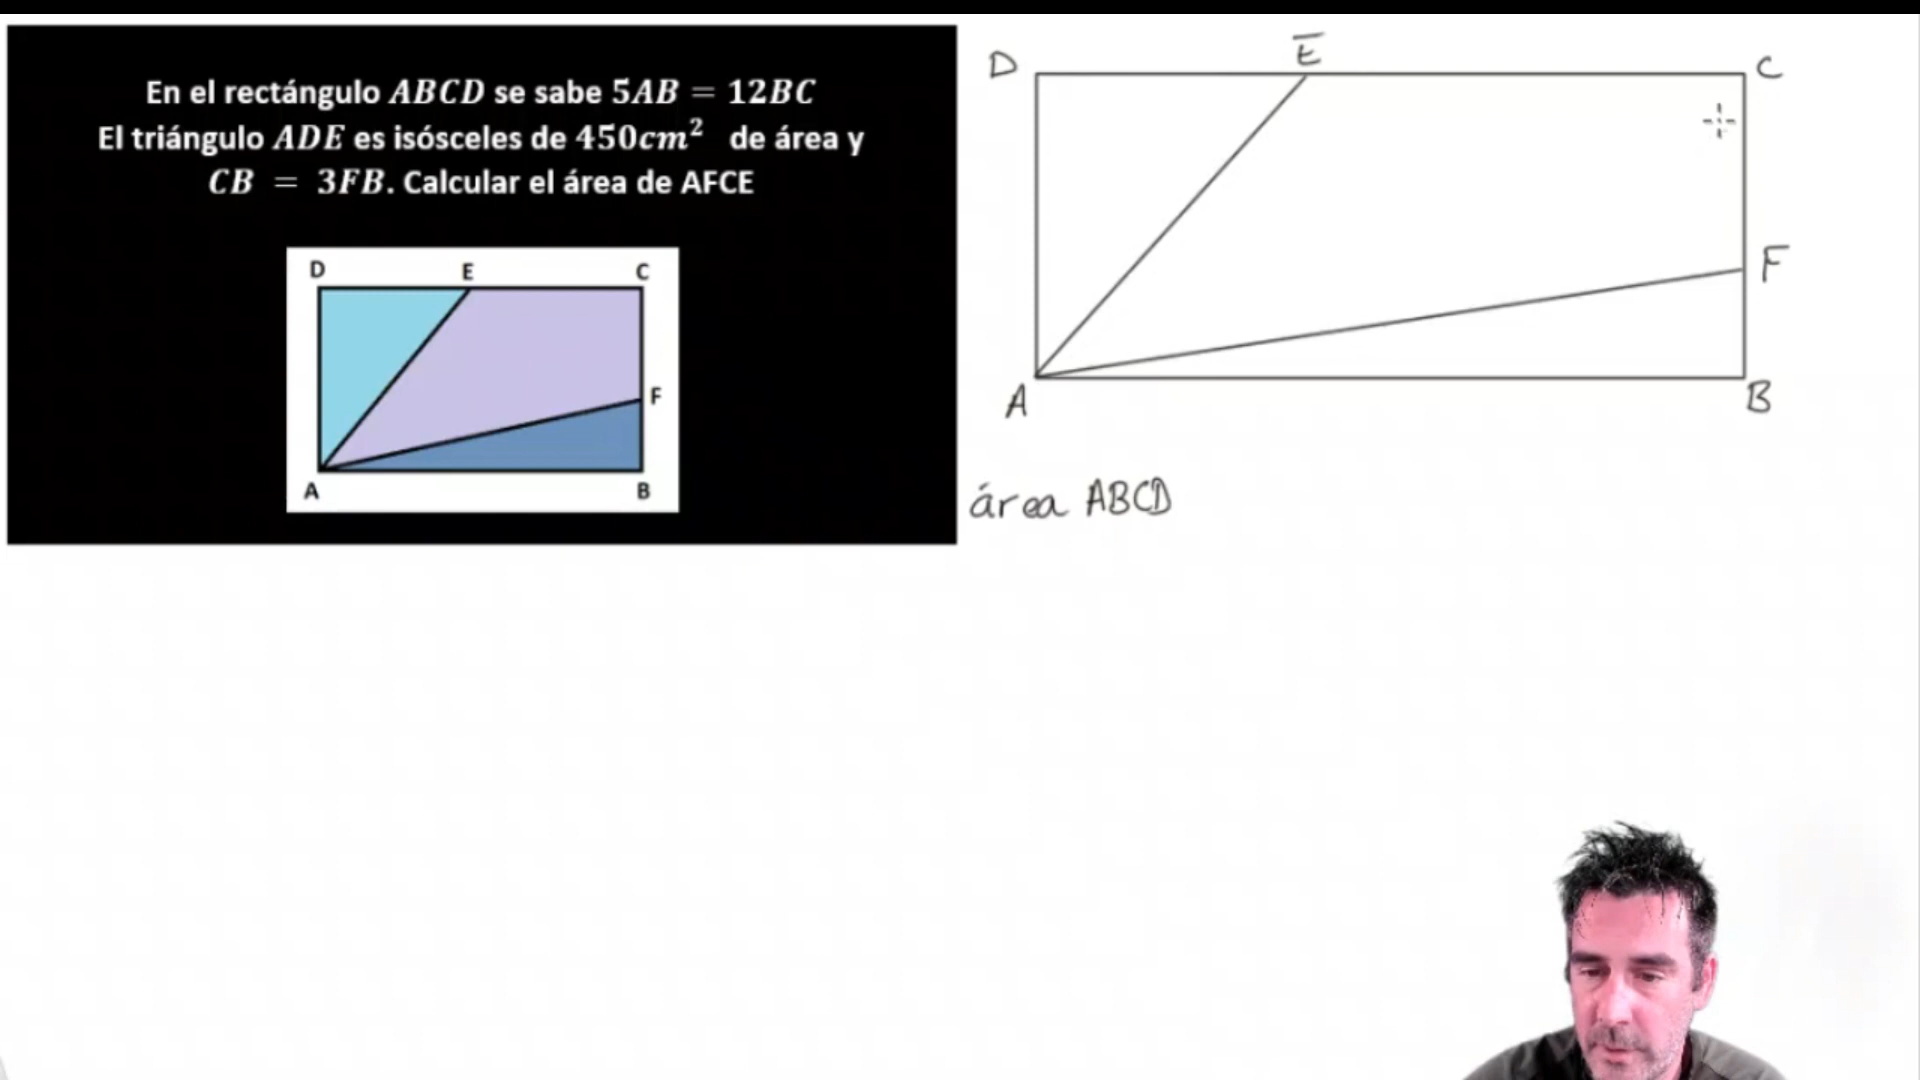 En el rectángulo ABCD se sabe 5AB = 12BC
El triángulo ADE es isósceles de 450cm² de área y
CB = 3FB. Calcular el área de AFCE
D E C
F
A B
D E C
F
A B
área ABCD